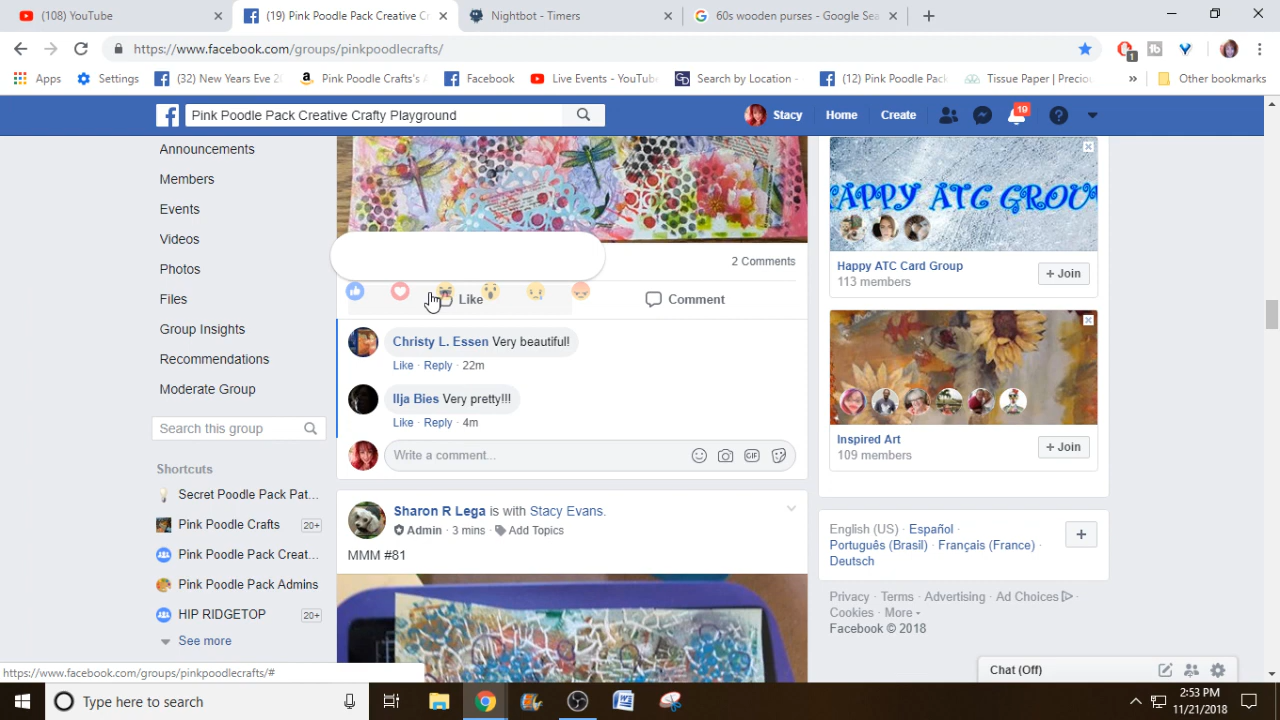 (108) YouTube
(19) Pink Poodle Pack Creative Cr
Nightbot - Timers
60s wooden purses - Google Sea
https://www.facebook.com/groups/pinkpoodlecrafts/
1
Apps
Settings
(32) New Years Eve 20
Pink Poodle Crafts's A
Facebook
Live Events - YouTube
Search by Location -
(12) Pink Poodle Pack
Tissue Paper | Preciou
»
Other bookmarks
Pink Poodle Pack Creative Crafty Playground
Stacy
Home
Create
19
Announcements
Members
Events
Videos
Photos
Files
Group Insights
Recommendations
Moderate Group
Search this group
Shortcuts
Secret Poodle Pack Pat...
Pink Poodle Crafts 20+
Pink Poodle Pack Creat...
Pink Poodle Pack Admins
HIP RIDGETOP 20+
See more
2 Comments
Like
Comment
Christy L. Essen Very beautiful!
Like · Reply · 22m
Ilja Bies Very pretty!!!
Like · Reply · 4m
Write a comment...
GIF
Sharon R Lega is with Stacy Evans.
Admin · 3 mins · Add Topics
MMM #81
HAPPY ATC GROUP
Happy ATC Card Group
113 members
+ Join
Inspired Art
109 members
+ Join
English (US) · Español ·
Português (Brasil) · Français (France) ·
Deutsch
Privacy · Terms · Advertising · Ad Choices ·
Cookies · More
Facebook © 2018
Chat (Off)
https://www.facebook.com/groups/pinkpoodlecrafts/#
Type here to search
2:53 PM
11/21/2018